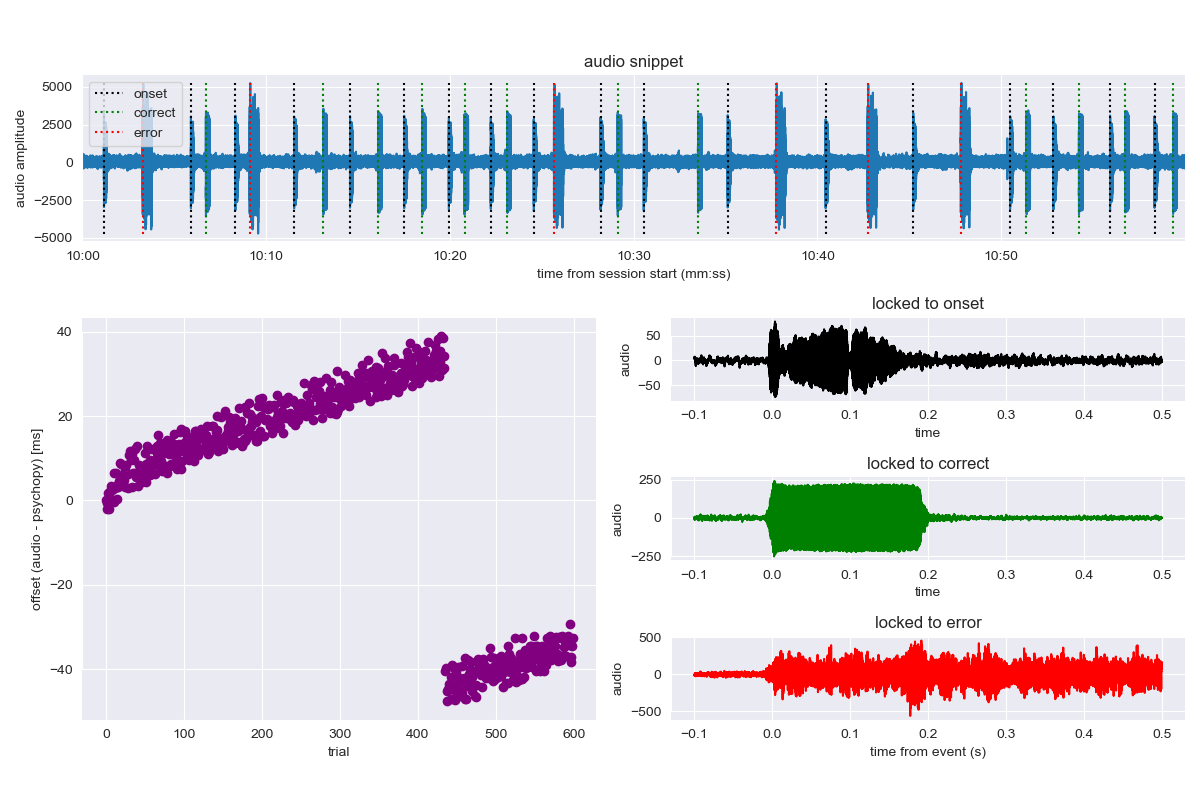 audio snippet
audio amplitude
5000
2500
0
−2500
−5000
onset
correct
error
10:00 10:10 10:20 10:30 10:40 10:50
time from session start (mm:ss)
offset (audio - psychopy) [ms]
40
20
0
−20
−40
0 100 200 300 400 500 600
trial
locked to onset
audio
50
0
−50
−0.1 0.0 0.1 0.2 0.3 0.4 0.5
time
locked to correct
audio
250
0
−250
−0.1 0.0 0.1 0.2 0.3 0.4 0.5
time
locked to error
audio
500
0
−500
−0.1 0.0 0.1 0.2 0.3 0.4 0.5
time from event (s)